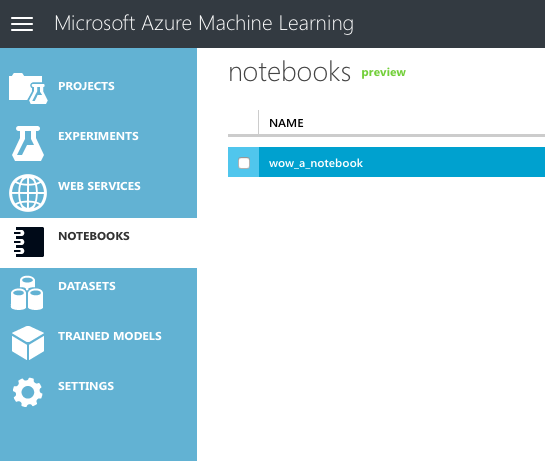 Microsoft Azure Machine Learning
PROJECTS
EXPERIMENTS
WEB SERVICES
NOTEBOOKS
DATASETS
TRAINED MODELS
SETTINGS
notebooks preview
NAME
wow_a_notebook